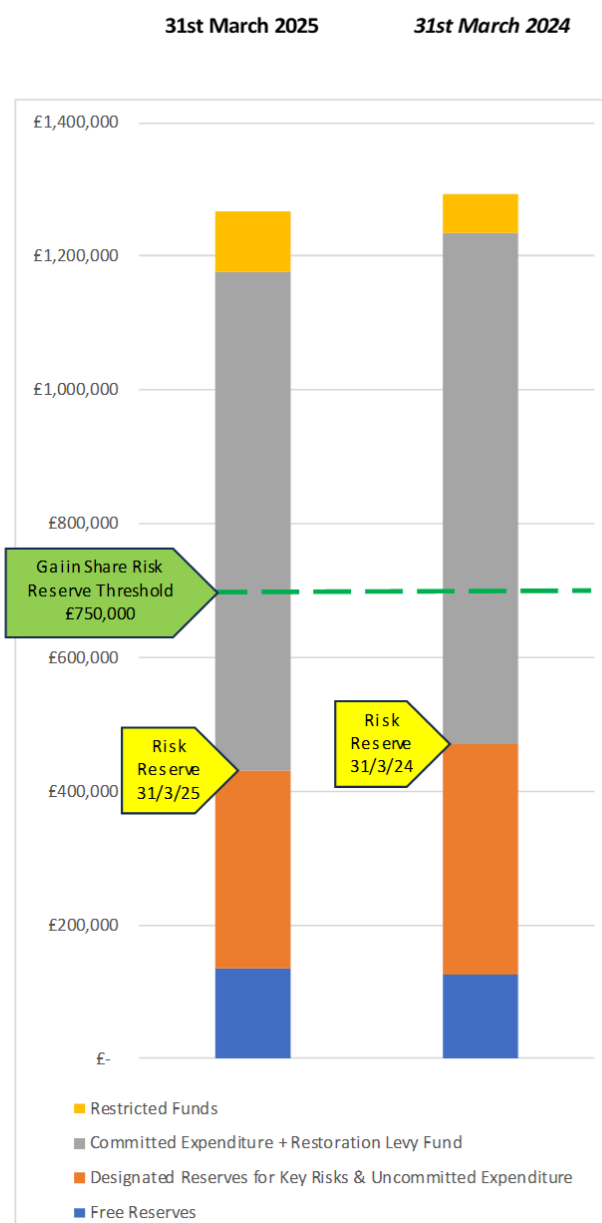 31st March 2025 31st March 2024
£1,400,000
£1,200,000
£1,000,000
£800,000
Gaiin Share Risk
Reserve Threshold
£750,000
£600,000
Risk
Reserve
31/3/24
Risk
Reserve
31/3/25
£400,000
£200,000
£-
Restricted Funds
Committed Expenditure + Restoration Levy Fund
Designated Reserves for Key Risks & Uncommitted Expenditure
Free Reserves